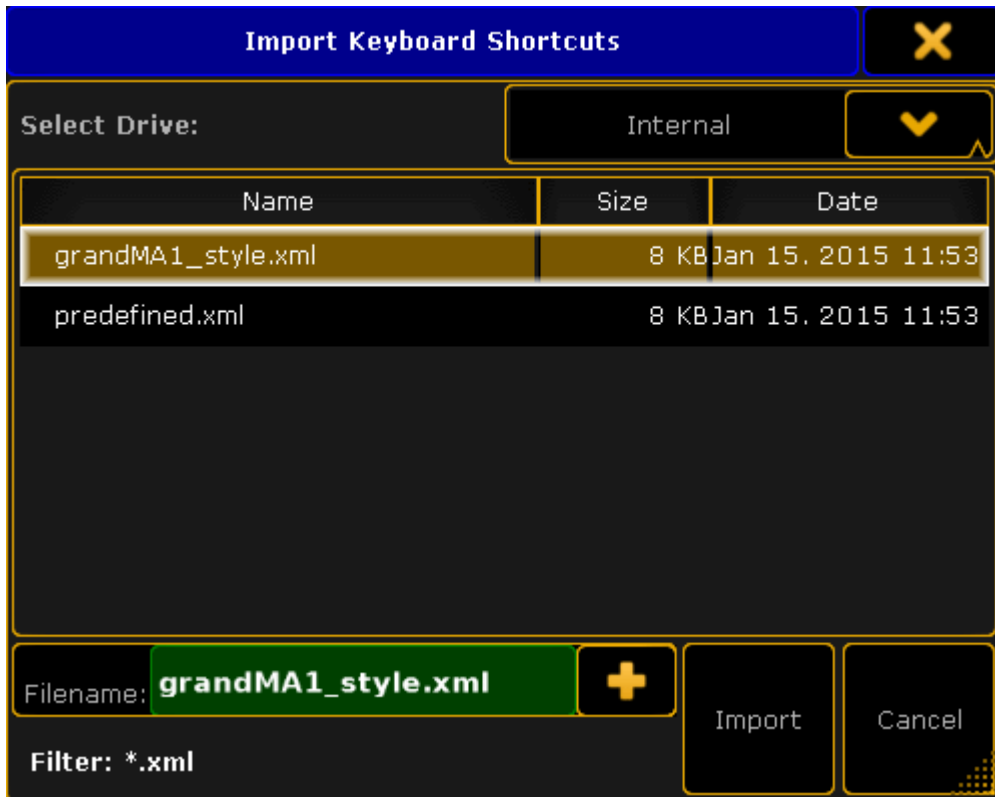 Import Keyboard Shortcuts
Select Drive: Internal
Name Size Date
grandMA1_style.xml 8 KB Jan 15. 2015 11:53
predefined.xml 8 KB Jan 15. 2015 11:53
Filename: grandMA1_style.xml
Import Cancel
Filter: *.xml